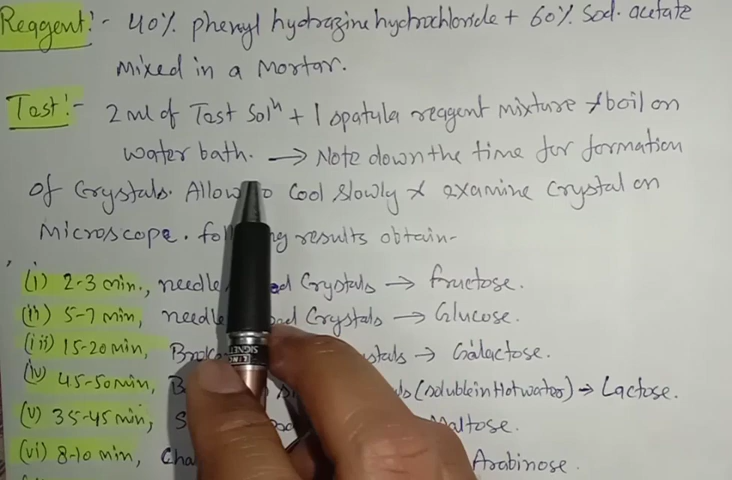 Reagent:- 40% phenyl hydrazine hydrochloride + 60% Sod. acetate
mixed in a Mortar.
Test:- 2 ml of Test Solⁿ + 1 spatula reagent mixture & boil on
water bath. → Note down the time for formation
of Crystals. Allow to Cool slowly & examine crystal on
Microscope. results obtain-
(i) 2-3 min., needle Crystals → fructose.
(ii) 5-7 min, needle Crystals → Glucose.
(iii) 15-20 min, → Galactose.
(iv) 45-50 min, (soluble in Hot water) → Lactose.
(v) 35-45 min, Maltose.
(vi) 8-10 min, Arabinose.